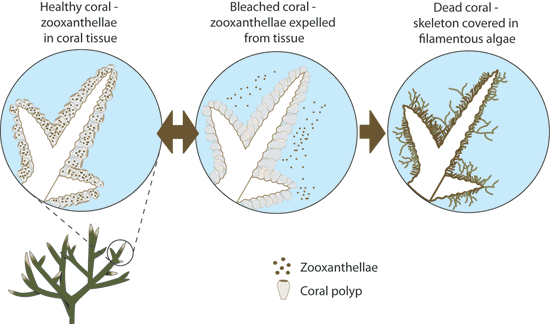 Healthy coral -
zooxanthellae
in coral tissue
Bleached coral -
zooxanthellae expelled
from tissue
Dead coral -
skeleton covered in
filamentous algae
Zooxanthellae
Coral polyp